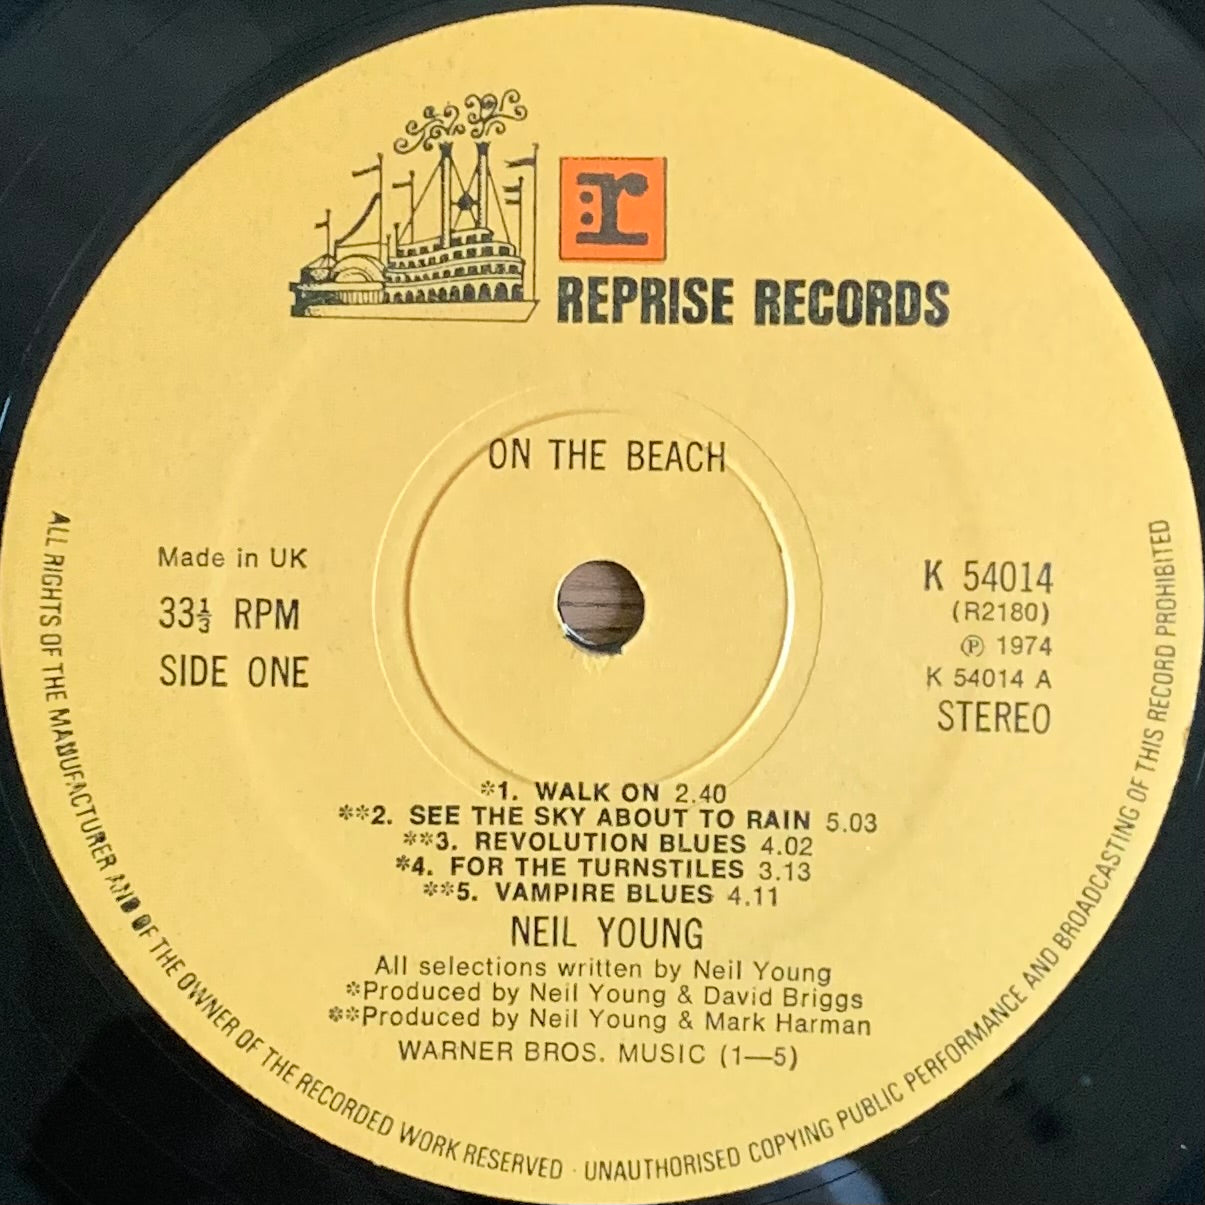 r
REPRISE RECORDS
ON THE BEACH
Made in UK
33⅓ RPM
SIDE ONE
K 54014
(R2180)
℗ 1974
K 54014 A
STEREO
*1. WALK ON 2.40
**2. SEE THE SKY ABOUT TO RAIN 5.03
**3. REVOLUTION BLUES 4.02
*4. FOR THE TURNSTILES 3.13
**5. VAMPIRE BLUES 4.11
NEIL YOUNG
All selections written by Neil Young
*Produced by Neil Young & David Briggs
**Produced by Neil Young & Mark Harman
WARNER BROS. MUSIC (1—5)
ALL RIGHTS OF THE MANUFACTURER AND OF THE OWNER OF THE RECORDED WORK RESERVED · UNAUTHORISED COPYING PUBLIC PERFORMANCE AND BROADCASTING OF THIS RECORD PROHIBITED